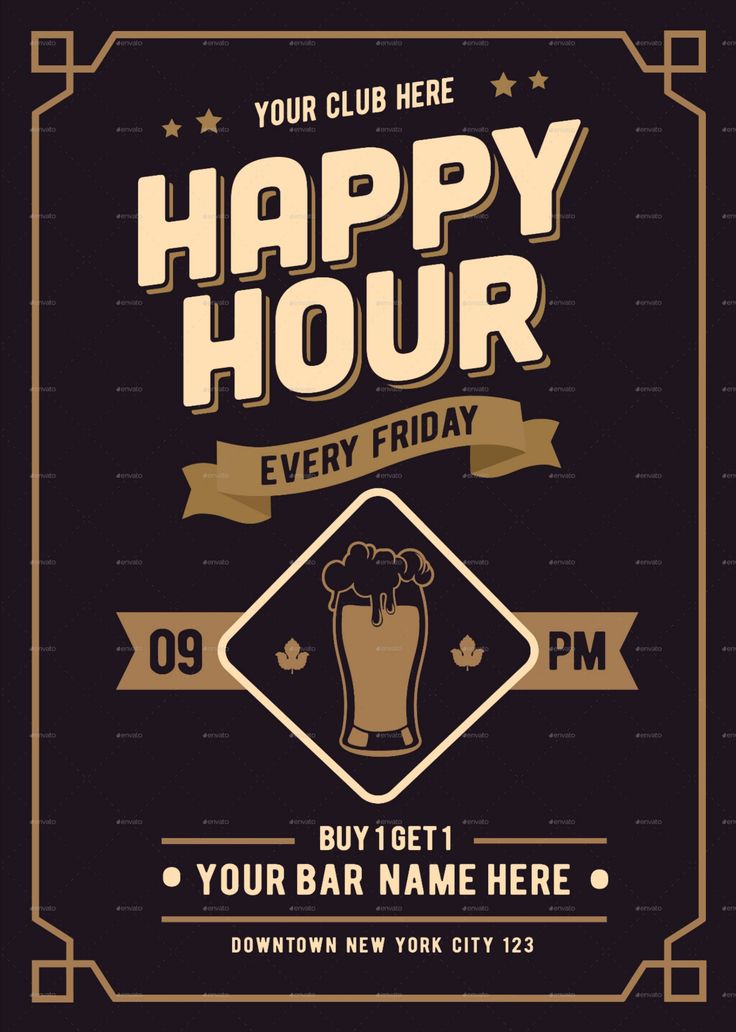 YOUR CLUB HERE
HAPPY
HOUR
EVERY FRIDAY
09 PM
BUY 1 GET 1
YOUR BAR NAME HERE
DOWNTOWN NEW YORK CITY 123
envato